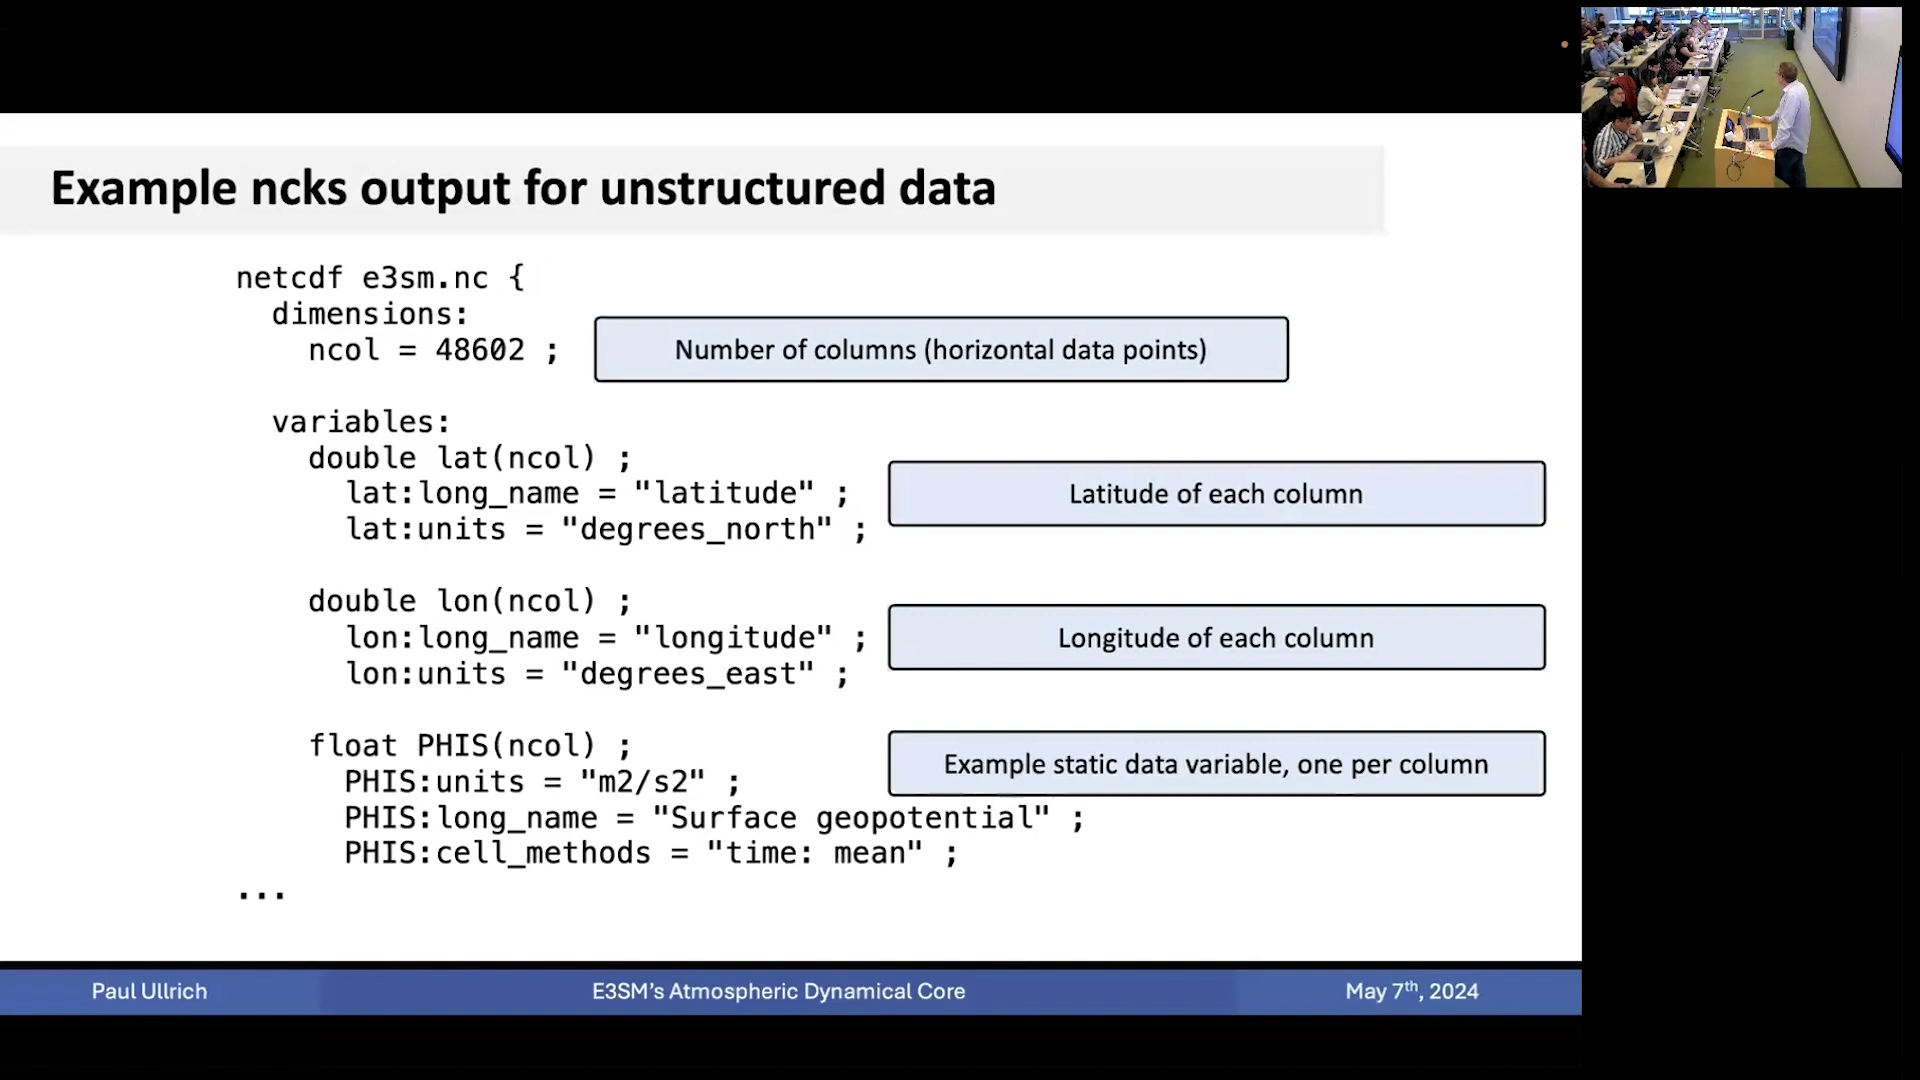 Example ncks output for unstructured data
netcdf e3sm.nc {
dimensions:
ncol = 48602 ;
Number of columns (horizontal data points)
variables:
double lat(ncol) ;
lat:long_name = "latitude" ;
lat:units = "degrees_north" ;
Latitude of each column
double lon(ncol) ;
lon:long_name = "longitude" ;
lon:units = "degrees_east" ;
Longitude of each column
float PHIS(ncol) ;
PHIS:units = "m2/s2" ;
PHIS:long_name = "Surface geopotential" ;
PHIS:cell_methods = "time: mean" ;
Example static data variable, one per column
...
Paul Ullrich
E3SM's Atmospheric Dynamical Core
May 7th, 2024